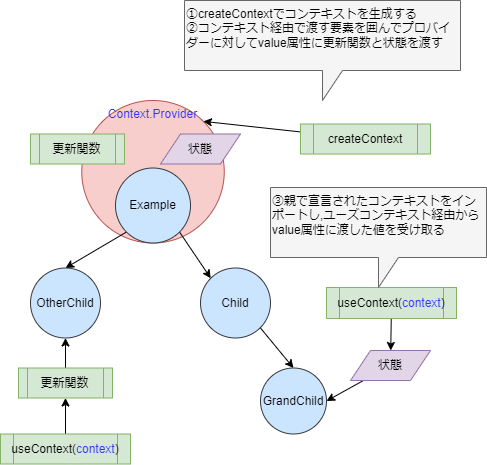 ①createContextでコンテキストを生成する
②コンテキスト経由で渡す要素を囲んでプロバイ
ダーに対してvalue属性に更新関数と状態を渡す
Context.Provider
更新関数
状態
createContext
Example
③親で宣言されたコンテキストをイン
ポートし,ユーズコンテキスト経由から
value属性に渡した値を受け取る
OtherChild
Child
useContext(context)
状態
更新関数
GrandChild
useContext(context)